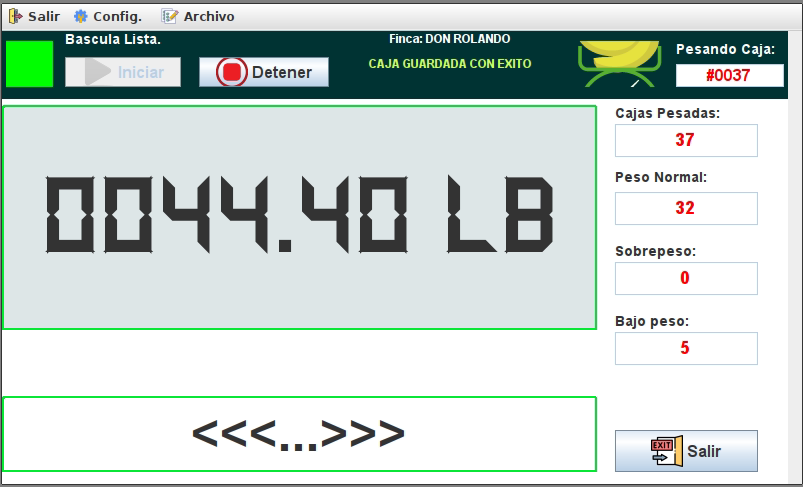 Salir Config. Archivo
Bascula Lista.
Iniciar Detener
Finca: DON ROLANDO
CAJA GUARDADA CON EXITO
Pesando Caja:
#0037
0044.40 LB
<<<...>>>
Cajas Pesadas:
37
Peso Normal:
32
Sobrepeso:
0
Bajo peso:
5
EXIT Salir